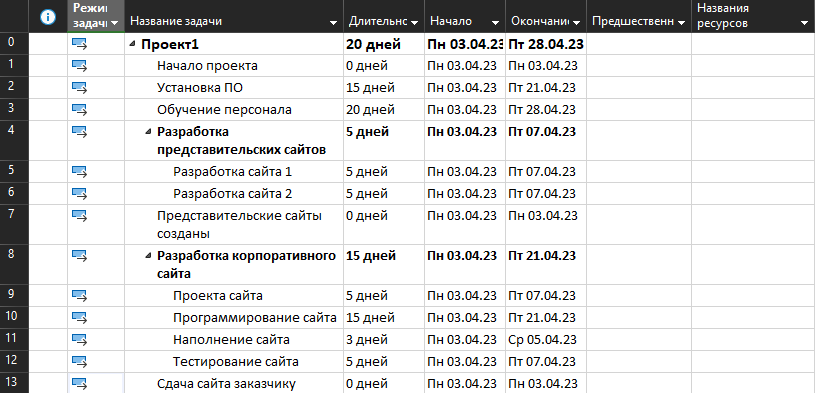 Режим задачи Название задачи Длительнос Начало Окончание Предшественн Названия ресурсов
0 Проект1 20 дней Пн 03.04.23 Пт 28.04.23
1 Начало проекта 0 дней Пн 03.04.23 Пн 03.04.23
2 Установка ПО 15 дней Пн 03.04.23 Пт 21.04.23
3 Обучение персонала 20 дней Пн 03.04.23 Пт 28.04.23
4 Разработка 5 дней Пн 03.04.23 Пт 07.04.23
представительских сайтов
5 Разработка сайта 1 5 дней Пн 03.04.23 Пт 07.04.23
6 Разработка сайта 2 5 дней Пн 03.04.23 Пт 07.04.23
7 Представительские сайты 0 дней Пн 03.04.23 Пн 03.04.23
созданы
8 Разработка корпоративного 15 дней Пн 03.04.23 Пт 21.04.23
сайта
9 Проекта сайта 5 дней Пн 03.04.23 Пт 07.04.23
10 Программирование сайта 15 дней Пн 03.04.23 Пт 21.04.23
11 Наполнение сайта 3 дней Пн 03.04.23 Ср 05.04.23
12 Тестирование сайта 5 дней Пн 03.04.23 Пт 07.04.23
13 Сдача сайта заказчику 0 дней Пн 03.04.23 Пн 03.04.23